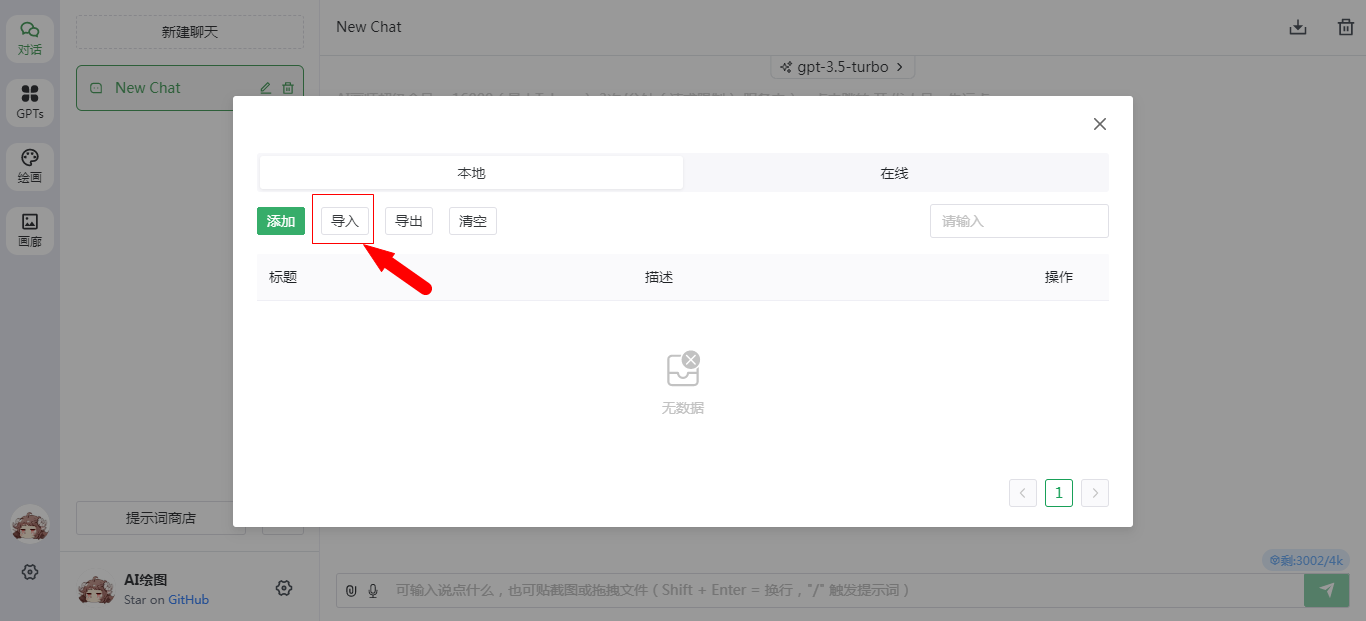 对话
GPTs
绘画
画廊
新建聊天
New Chat
提示词商店
AI绘图
Star on GitHub
New Chat
gpt-3.5-turbo
本地
在线
添加
导入
导出
清空
请输入
标题
描述
操作
无数据
1
剩:3002/4k
可输入说点什么，也可贴截图或拖拽文件（Shift + Enter = 换行，"/" 触发提示词）